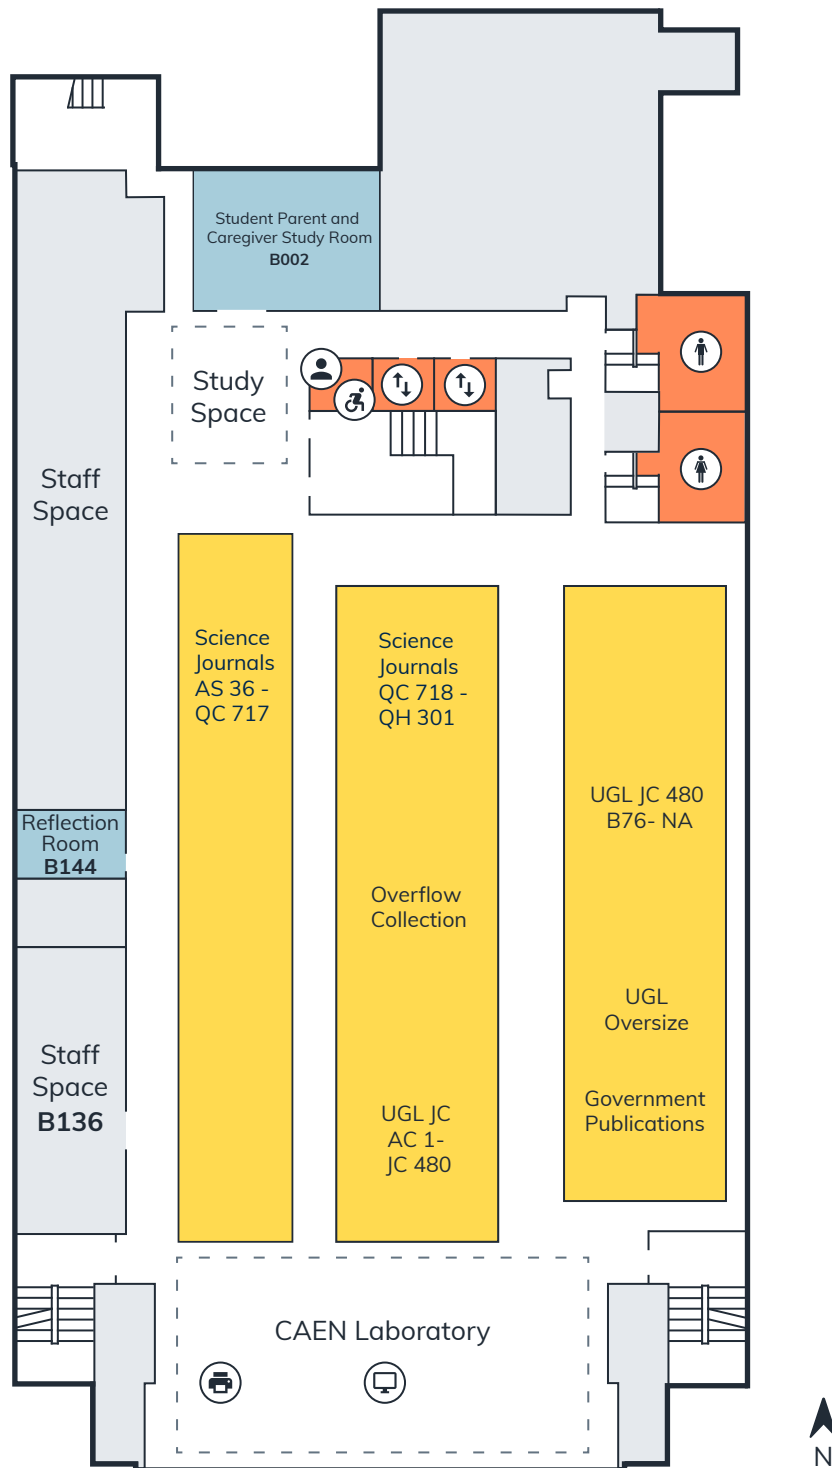 Student Parent and
Caregiver Study Room
B002
Study
Space
Staff
Space
Science
Journals
AS 36 -
QC 717
Science
Journals
QC 718 -
QH 301
UGL JC 480
B76- NA
Reflection
Room
B144
Overflow
Collection
UGL
Oversize
Staff
Space
B136
Government
Publications
UGL JC
AC 1-
JC 480
CAEN Laboratory
N